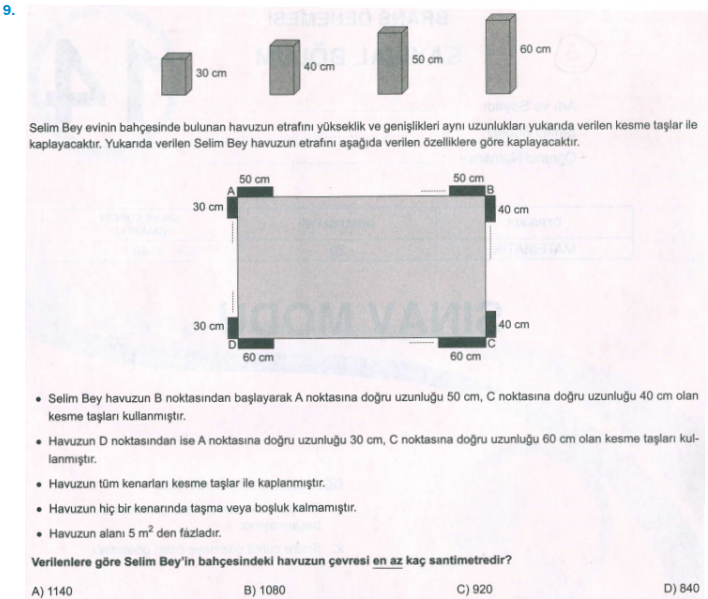 9.
30 cm
40 cm
50 cm
60 cm
Selim Bey evinin bahçesinde bulunan havuzun etrafını yükseklik ve genişlikleri aynı uzunlukları yukarıda verilen kesme taşlar ile
kaplayacaktır. Yukarıda verilen Selim Bey havuzun etrafını aşağıda verilen özelliklere göre kaplayacaktır.
50 cm
50 cm
A
B
30 cm
40 cm
30 cm
40 cm
D
C
60 cm
60 cm
• Selim Bey havuzun B noktasından başlayarak A noktasına doğru uzunluğu 50 cm, C noktasına doğru uzunluğu 40 cm olan
kesme taşları kullanmıştır.
• Havuzun D noktasından ise A noktasına doğru uzunluğu 30 cm, C noktasına doğru uzunluğu 60 cm olan kesme taşları kul-
lanmıştır.
• Havuzun tüm kenarları kesme taşlar ile kaplanmıştır.
• Havuzun hiç bir kenarında taşma veya boşluk kalmamıştır.
• Havuzun alanı 5 m² den fazladır.
Verilenlere göre Selim Bey'in bahçesindeki havuzun çevresi en az kaç santimetredir?
A) 1140 B) 1080 C) 920 D) 840